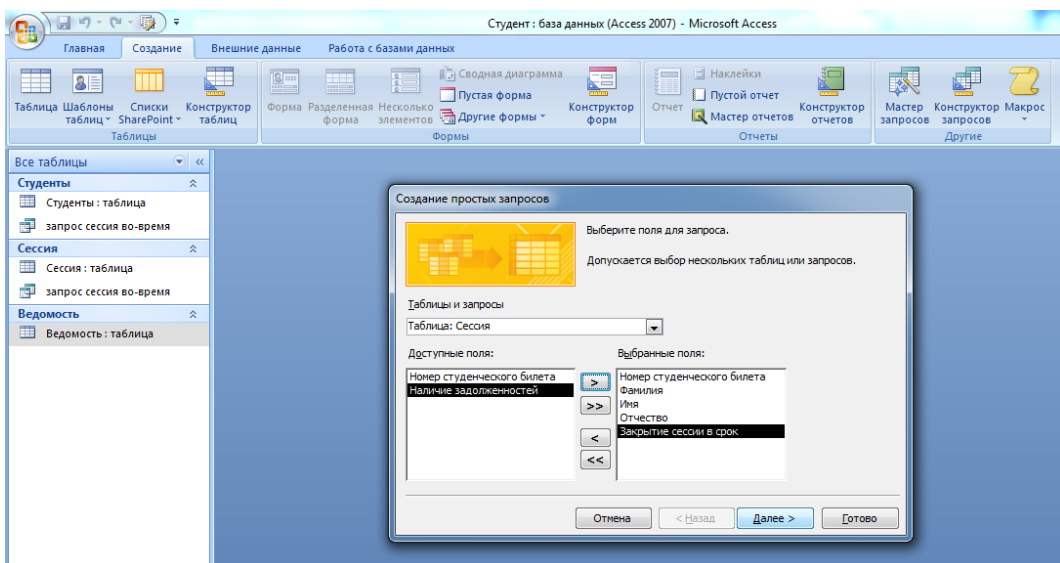 Студент : база данных (Access 2007) - Microsoft Access
Главная Создание Внешние данные Работа с базами данных
Таблица
Шаблоны таблиц
Списки SharePoint
Конструктор таблиц
Таблицы
Форма
Разделенная форма
Несколько элементов
Сводная диаграмма
Пустая форма
Другие формы
Конструктор форм
Формы
Отчет
Наклейки
Пустой отчет
Мастер отчетов
Конструктор отчетов
Отчеты
Мастер запросов
Конструктор запросов
Макрос
Другие
Все таблицы
Студенты
Студенты : таблица
запрос сессия во-время
Сессия
Сессия : таблица
запрос сессия во-время
Ведомость
Ведомость : таблица
Создание простых запросов
Выберите поля для запроса.
Допускается выбор нескольких таблиц или запросов.
Таблицы и запросы
Таблица: Сессия
Доступные поля:
Номер студенческого билета
Наличие задолженностей
>
>>
<
<<
Выбранные поля:
Номер студенческого билета
Фамилия
Имя
Отчество
Закрытие сессии в срок
Отмена < Назад Далее > Готово